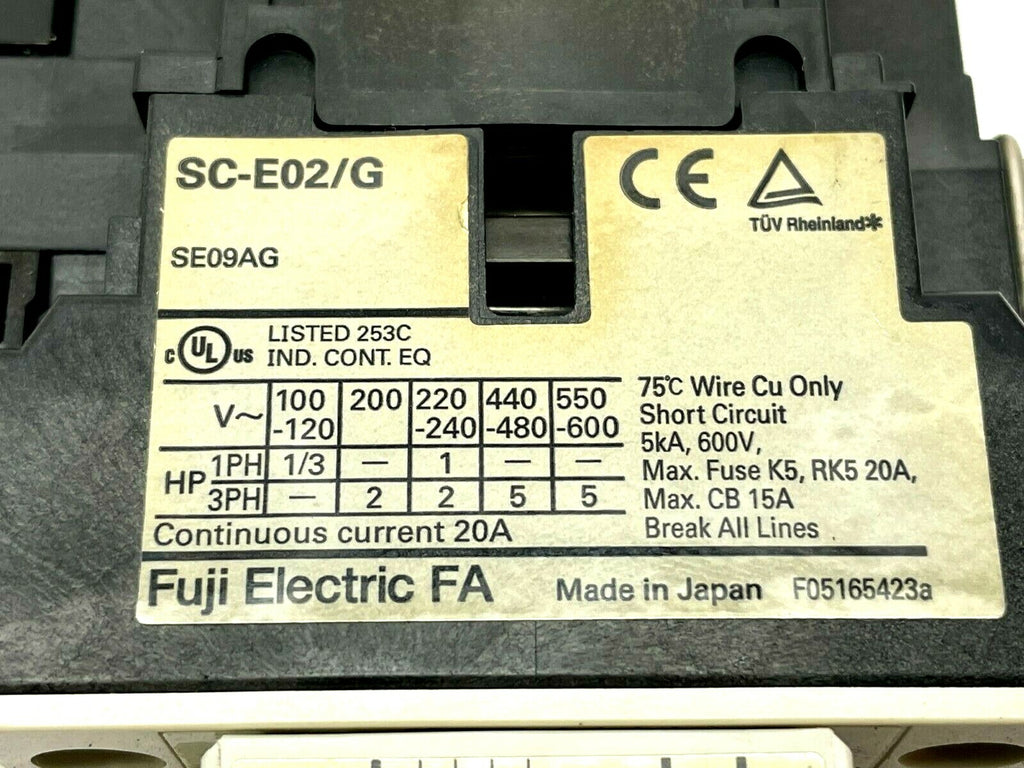 SC-E02/G
SE09AG
CE
TÜV Rheinland
c UL us LISTED 253C
IND. CONT. EQ
V~ 100-120 200 220-240 440-480 550-600
HP 1PH 1/3 — 1 — —
3PH — 2 2 5 5
Continuous current 20A
75℃ Wire Cu Only
Short Circuit
5kA, 600V,
Max. Fuse K5, RK5 20A,
Max. CB 15A
Break All Lines
Fuji Electric FA Made in Japan F05165423a